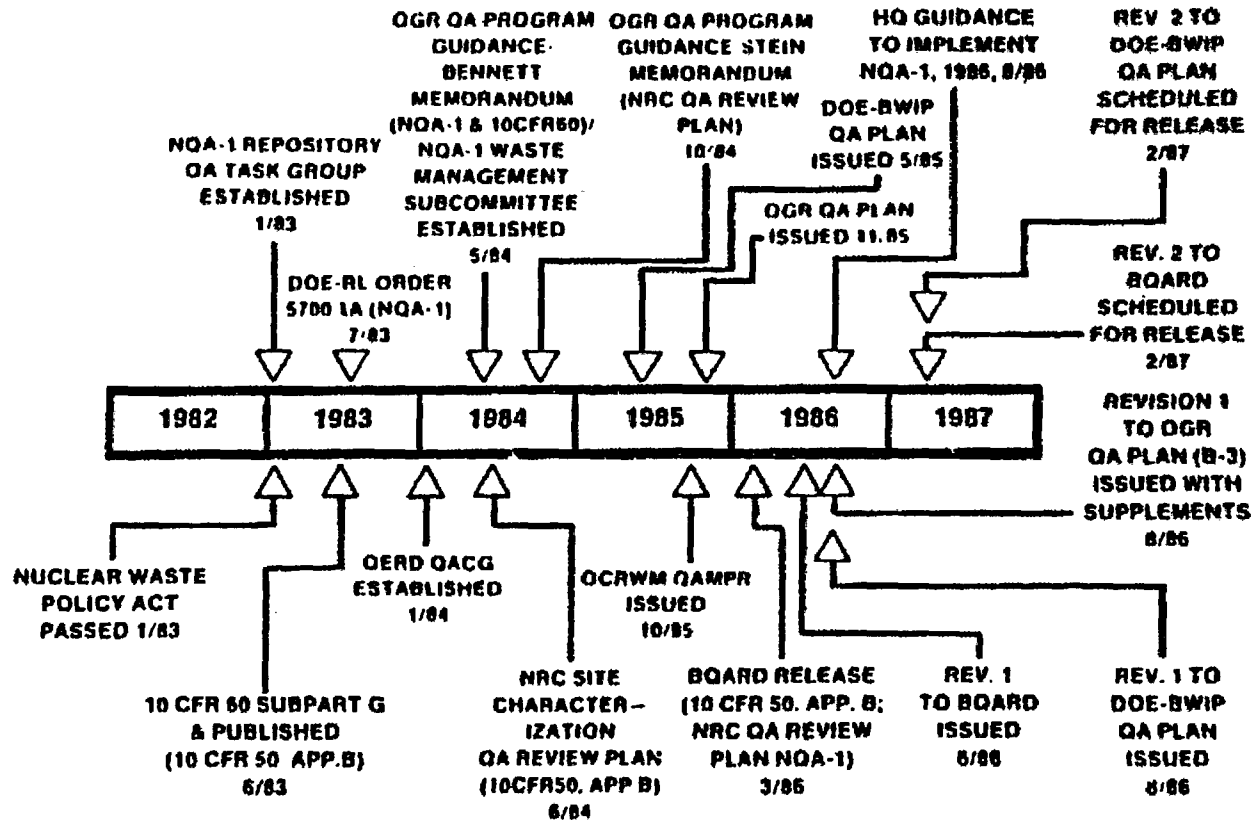 OGR QA PROGRAM
GUIDANCE-
BENNETT
MEMORANDUM
(NQA-1 & 10CFR60)/
NQA-1 WASTE
MANAGEMENT
SUBCOMMITTEE
ESTABLISHED
5/84
OGR QA PROGRAM
GUIDANCE STEIN
MEMORANDUM
(NRC QA REVIEW
PLAN)
10/84
HQ GUIDANCE
TO IMPLEMENT
NQA-1, 1986, 8/86
REV. 2 TO
DOE-BWIP
QA PLAN
SCHEDULED
FOR RELEASE
2/87
NQA-1 REPOSITORY
QA TASK GROUP
ESTABLISHED
1/83
DOE-BWIP
QA PLAN
ISSUED 5/85
OGR QA PLAN
ISSUED 11.85
DOE-RL ORDER
5700 1A (NQA-1)
7/83
REV. 2 TO
BQARD
SCHEDULED
FOR RELEASE
2/87
1982
1983
1984
1985
1986
1987
REVISION 1
TO OGR
QA PLAN (B-3)
ISSUED WITH
SUPPLEMENTS
8/86
NUCLEAR WASTE
POLICY ACT
PASSED 1/83
OERD QACG
ESTABLISHED
1/84
OCRWM QAMPR
ISSUED
10/85
10 CFR 60 SUBPART G
& PUBLISHED
(10 CFR 50 APP.B)
6/83
NRC SITE
CHARACTER-
IZATION
QA REVIEW PLAN
(10CFR50, APP B)
6/84
BQARD RELEASE
(10 CFR 50. APP. B;
NRC QA REVIEW
PLAN NQA-1)
3/86
REV. 1
TO BQARD
ISSUED
6/86
REV. 1 TO
DOE-BWIP
QA PLAN
ISSUED
8/86